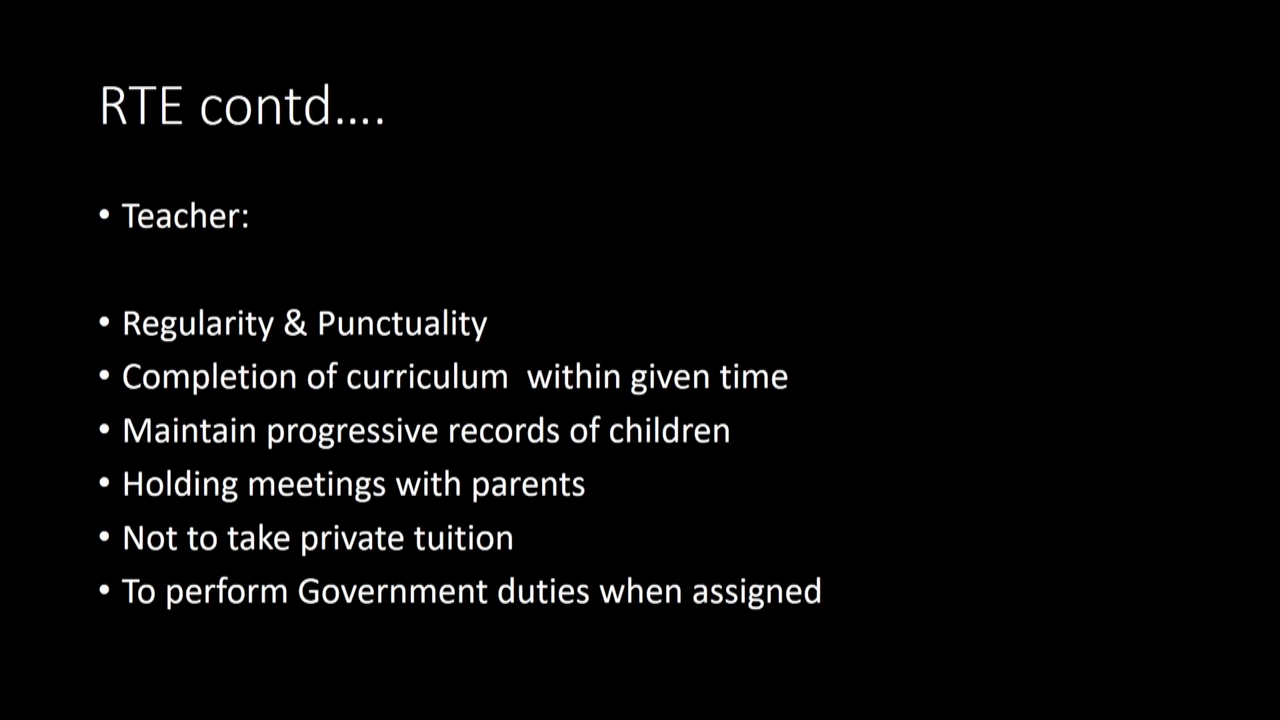 RTE contd....
• Teacher:
• Regularity & Punctuality
• Completion of curriculum  within given time
• Maintain progressive records of children
• Holding meetings with parents
• Not to take private tuition
• To perform Government duties when assigned